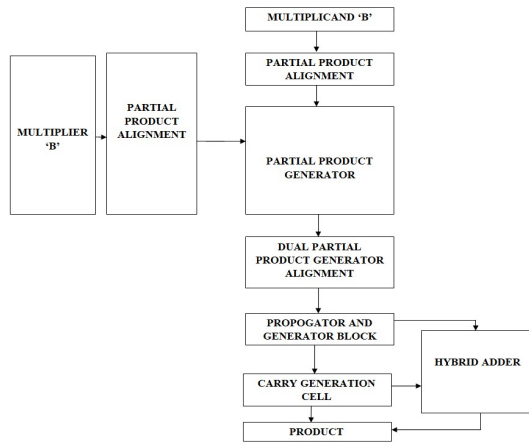 MULTIPLICAND ‘B’
PARTIAL PRODUCT
ALIGNMENT
PARTIAL
PRODUCT
ALIGNMENT
MULTIPLIER
‘B’
PARTIAL PRODUCT
GENERATOR
DUAL PARTIAL
PRODUCT GENERATOR
ALIGNMENT
PROPOGATOR AND
GENERATOR BLOCK
HYBRID ADDER
CARRY GENERATION
CELL
PRODUCT